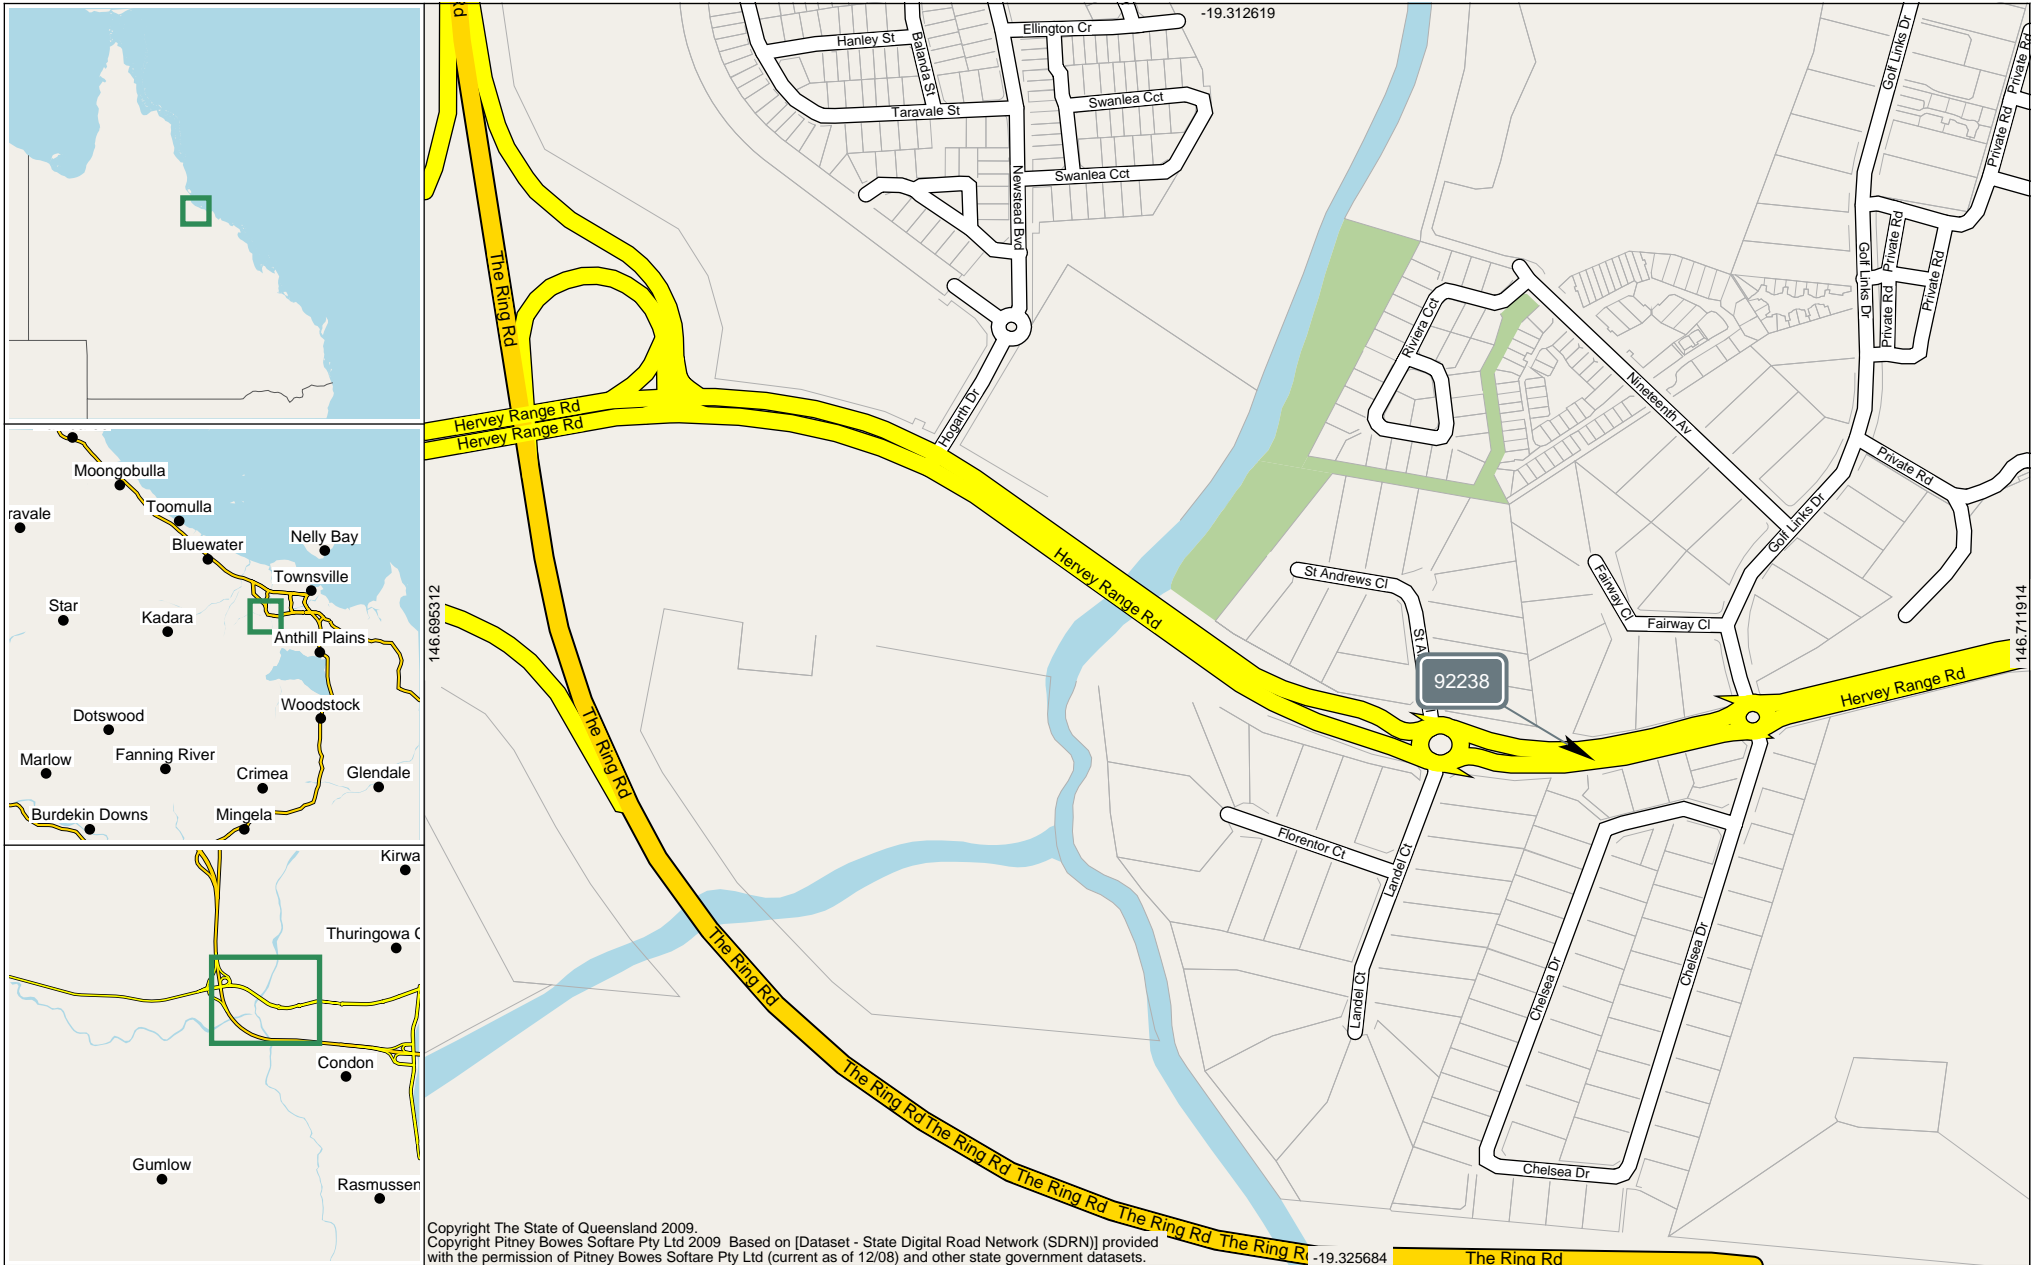 Moongobulla
Toomulla
ravale
Nelly Bay
Bluewater
Townsville
Star
Kadara
Anthill Plains
Woodstock
Dotswood
Fanning River
Marlow
Crimea
Glendale
Burdekin Downs
Mingela
Kirwa
Thuringowa C
Condon
Gumlow
Rasmussen
Rd
-19.312619
Ellington Cr
Hanley St
Balanda St
Swanlea Cct
Taravale St
Swanlea Cct
Newstead Bvd
Golf Links Dr
Private Rd
Private Rd
Private Rd
Private Rd
Golf Links Dr
Private Rd
The Ring Rd
Riviera Cct
Nineteenth Av
Hervey Range Rd
Hervey Range Rd
Hogarth Dr
Private Rd
Golf Links Dr
Hervey Range Rd
St Andrews Cl
Fairway Cl
Fairway Cl
146.695312
146.711914
St A
92238
Hervey Range Rd
The Ring Rd
Florentor Ct
Landel Ct
The Ring Rd
Landel Ct
Chelsea Dr
Chelsea Dr
The Ring Rd
The Ring Rd
The Ring Rd
The Ring Rd
The Ring R
Chelsea Dr
Copyright The State of Queensland 2009.
Copyright Pitney Bowes Softare Pty Ltd 2009 Based on [Dataset - State Digital Road Network (SDRN)] provided
with the permission of Pitney Bowes Softare Pty Ltd (current as of 12/08) and other state government datasets.
-19.325684
The Ring Rd